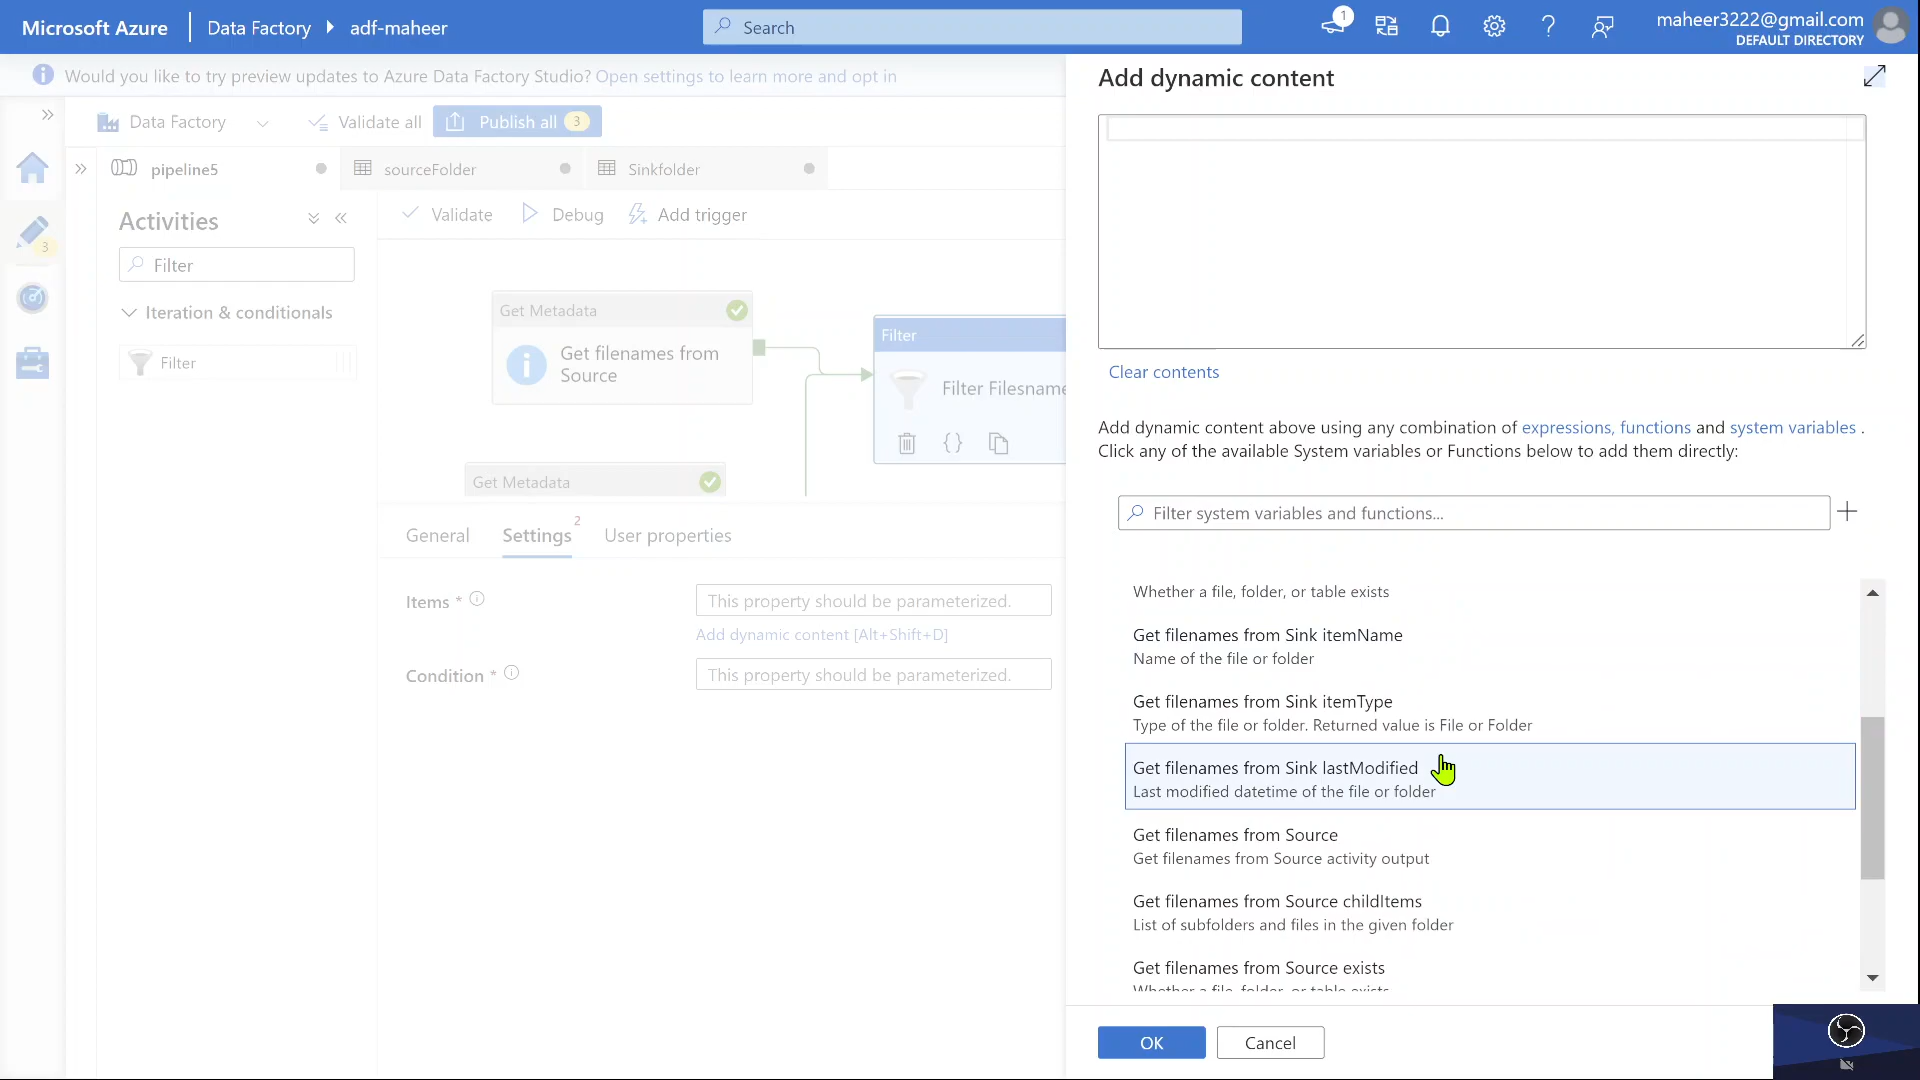 Microsoft Azure
Data Factory
adf-maheer
Search
1
maheer3222@gmail.com
DEFAULT DIRECTORY
Would you like to try preview updates to Azure Data Factory Studio? Open settings to learn more and opt in
Data Factory
Validate all
Publish all 3
pipeline5
sourceFolder
Sinkfolder
Activities
Validate
Debug
Add trigger
3
Filter
Iteration & conditionals
Filter
Get Metadata
Get filenames from
Source
Filter
Filter Filesname
Get Metadata
General
Settings 2
User properties
Items *
This property should be parameterized.
Add dynamic content [Alt+Shift+D]
Condition *
This property should be parameterized.
Add dynamic content
Clear contents
Add dynamic content above using any combination of expressions, functions and system variables .
Click any of the available System variables or Functions below to add them directly:
Filter system variables and functions...
Whether a file, folder, or table exists
Get filenames from Sink itemName
Name of the file or folder
Get filenames from Sink itemType
Type of the file or folder. Returned value is File or Folder
Get filenames from Sink lastModified
Last modified datetime of the file or folder
Get filenames from Source
Get filenames from Source activity output
Get filenames from Source childItems
List of subfolders and files in the given folder
Get filenames from Source exists
Whether a file, folder, or table exists
OK
Cancel